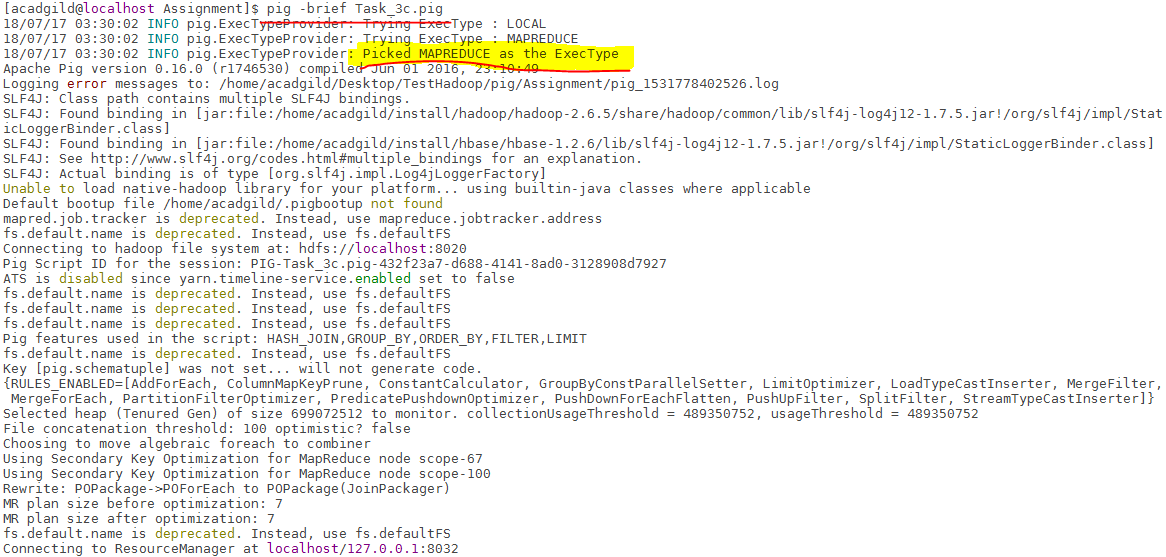 [acadgild@localhost Assignment]$ pig -brief Task_3c.pig
18/07/17 03:30:02 INFO pig.ExecTypeProvider: Trying ExecType : LOCAL
18/07/17 03:30:02 INFO pig.ExecTypeProvider: Trying ExecType : MAPREDUCE
18/07/17 03:30:02 INFO pig.ExecTypeProvider: Picked MAPREDUCE as the ExecType
Apache Pig version 0.16.0 (r1746530) compiled Jun 01 2016, 23:10:49
Logging error messages to: /home/acadgild/Desktop/TestHadoop/pig/Assignment/pig_1531778402526.log
SLF4J: Class path contains multiple SLF4J bindings.
SLF4J: Found binding in [jar:file:/home/acadgild/install/hadoop/hadoop-2.6.5/share/hadoop/common/lib/slf4j-log4j12-1.7.5.jar!/org/slf4j/impl/Stat
icLoggerBinder.class]
SLF4J: Found binding in [jar:file:/home/acadgild/install/hbase/hbase-1.2.6/lib/slf4j-log4j12-1.7.5.jar!/org/slf4j/impl/StaticLoggerBinder.class]
SLF4J: See http://www.slf4j.org/codes.html#multiple_bindings for an explanation.
SLF4J: Actual binding is of type [org.slf4j.impl.Log4jLoggerFactory]
Unable to load native-hadoop library for your platform... using builtin-java classes where applicable
Default bootup file /home/acadgild/.pigbootup not found
mapred.job.tracker is deprecated. Instead, use mapreduce.jobtracker.address
fs.default.name is deprecated. Instead, use fs.defaultFS
Connecting to hadoop file system at: hdfs://localhost:8020
Pig Script ID for the session: PIG-Task_3c.pig-432f23a7-d688-4141-8ad0-3128908d7927
ATS is disabled since yarn.timeline-service.enabled set to false
fs.default.name is deprecated. Instead, use fs.defaultFS
fs.default.name is deprecated. Instead, use fs.defaultFS
fs.default.name is deprecated. Instead, use fs.defaultFS
Pig features used in the script: HASH_JOIN,GROUP_BY,ORDER_BY,FILTER,LIMIT
fs.default.name is deprecated. Instead, use fs.defaultFS
Key [pig.schematuple] was not set... will not generate code.
{RULES_ENABLED=[AddForEach, ColumnMapKeyPrune, ConstantCalculator, GroupByConstParallelSetter, LimitOptimizer, LoadTypeCastInserter, MergeFilter,
 MergeForEach, PartitionFilterOptimizer, PredicatePushdownOptimizer, PushDownForEachFlatten, PushUpFilter, SplitFilter, StreamTypeCastInserter]}
Selected heap (Tenured Gen) of size 699072512 to monitor. collectionUsageThreshold = 489350752, usageThreshold = 489350752
File concatenation threshold: 100 optimistic? false
Choosing to move algebraic foreach to combiner
Using Secondary Key Optimization for MapReduce node scope-67
Using Secondary Key Optimization for MapReduce node scope-100
Rewrite: POPackage->POForEach to POPackage(JoinPackager)
MR plan size before optimization: 7
MR plan size after optimization: 7
fs.default.name is deprecated. Instead, use fs.defaultFS
Connecting to ResourceManager at localhost/127.0.0.1:8032